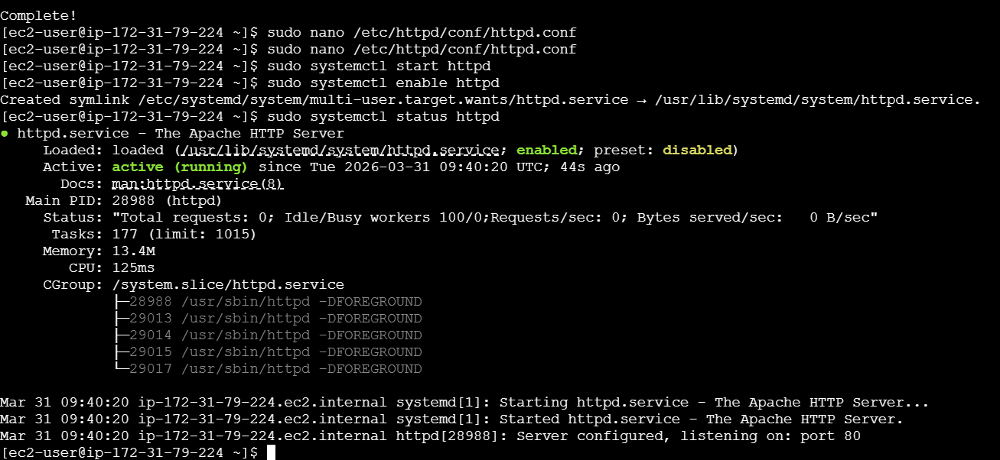 Complete!
[ec2-user@ip-172-31-79-224 ~]$ sudo nano /etc/httpd/conf/httpd.conf
[ec2-user@ip-172-31-79-224 ~]$ sudo nano /etc/httpd/conf/httpd.conf
[ec2-user@ip-172-31-79-224 ~]$ sudo systemctl start httpd
[ec2-user@ip-172-31-79-224 ~]$ sudo systemctl enable httpd
Created symlink /etc/systemd/system/multi-user.target.wants/httpd.service → /usr/lib/systemd/system/httpd.service.
[ec2-user@ip-172-31-79-224 ~]$ sudo systemctl status httpd
● httpd.service - The Apache HTTP Server
     Loaded: loaded (/usr/lib/systemd/system/httpd.service; enabled; preset: disabled)
     Active: active (running) since Tue 2026-03-31 09:40:20 UTC; 44s ago
       Docs: man:httpd.service(8)
   Main PID: 28988 (httpd)
     Status: "Total requests: 0; Idle/Busy workers 100/0;Requests/sec: 0; Bytes served/sec:   0 B/sec"
      Tasks: 177 (limit: 1015)
     Memory: 13.4M
        CPU: 125ms
     CGroup: /system.slice/httpd.service
             ├─28988 /usr/sbin/httpd -DFOREGROUND
             ├─29013 /usr/sbin/httpd -DFOREGROUND
             ├─29014 /usr/sbin/httpd -DFOREGROUND
             ├─29015 /usr/sbin/httpd -DFOREGROUND
             └─29017 /usr/sbin/httpd -DFOREGROUND

Mar 31 09:40:20 ip-172-31-79-224.ec2.internal systemd[1]: Starting httpd.service - The Apache HTTP Server...
Mar 31 09:40:20 ip-172-31-79-224.ec2.internal systemd[1]: Started httpd.service - The Apache HTTP Server.
Mar 31 09:40:20 ip-172-31-79-224.ec2.internal httpd[28988]: Server configured, listening on: port 80
[ec2-user@ip-172-31-79-224 ~]$